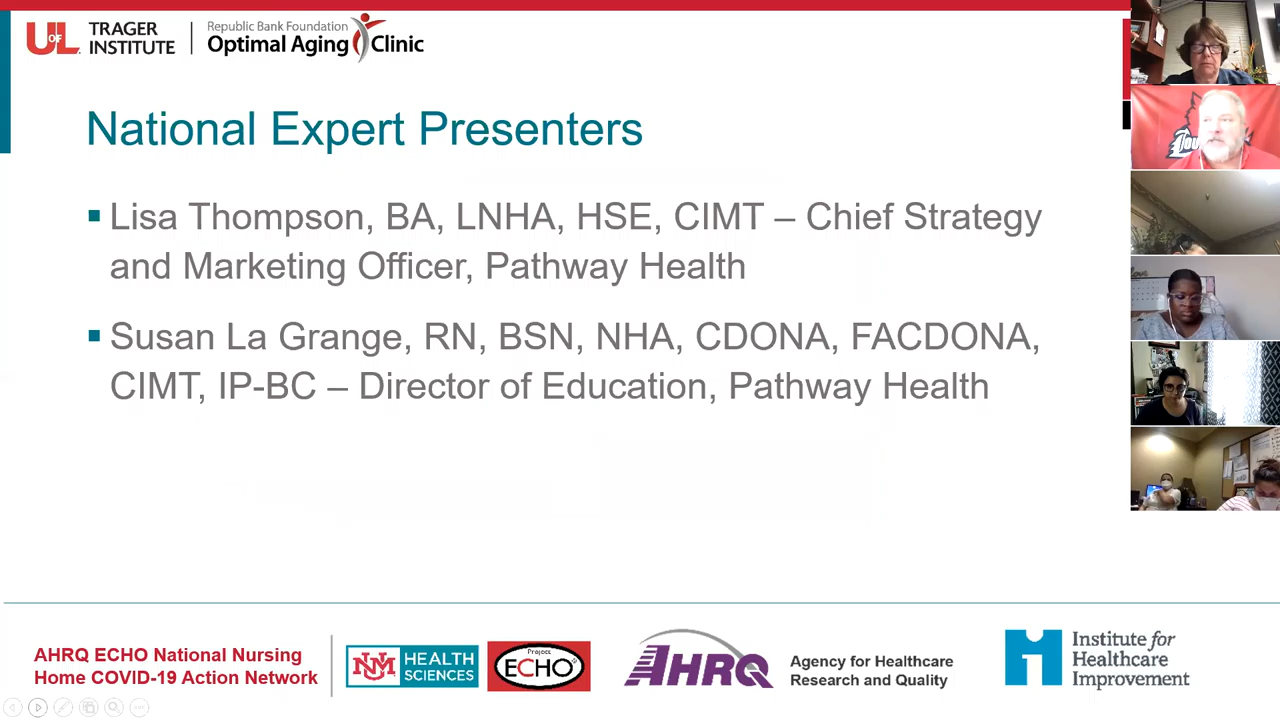 UofL TRAGER
INSTITUTE
Republic Bank Foundation
Optimal Aging Clinic
National Expert Presenters
Lisa Thompson, BA, LNHA, HSE, CIMT – Chief Strategy
and Marketing Officer, Pathway Health
Susan La Grange, RN, BSN, NHA, CDONA, FACDONA,
CIMT, IP-BC – Director of Education, Pathway Health
AHRQ ECHO National Nursing
Home COVID-19 Action Network
UNM HEALTH
SCIENCES
Project
ECHO®
AHRQ
Agency for Healthcare
Research and Quality
Institute for
Healthcare
Improvement